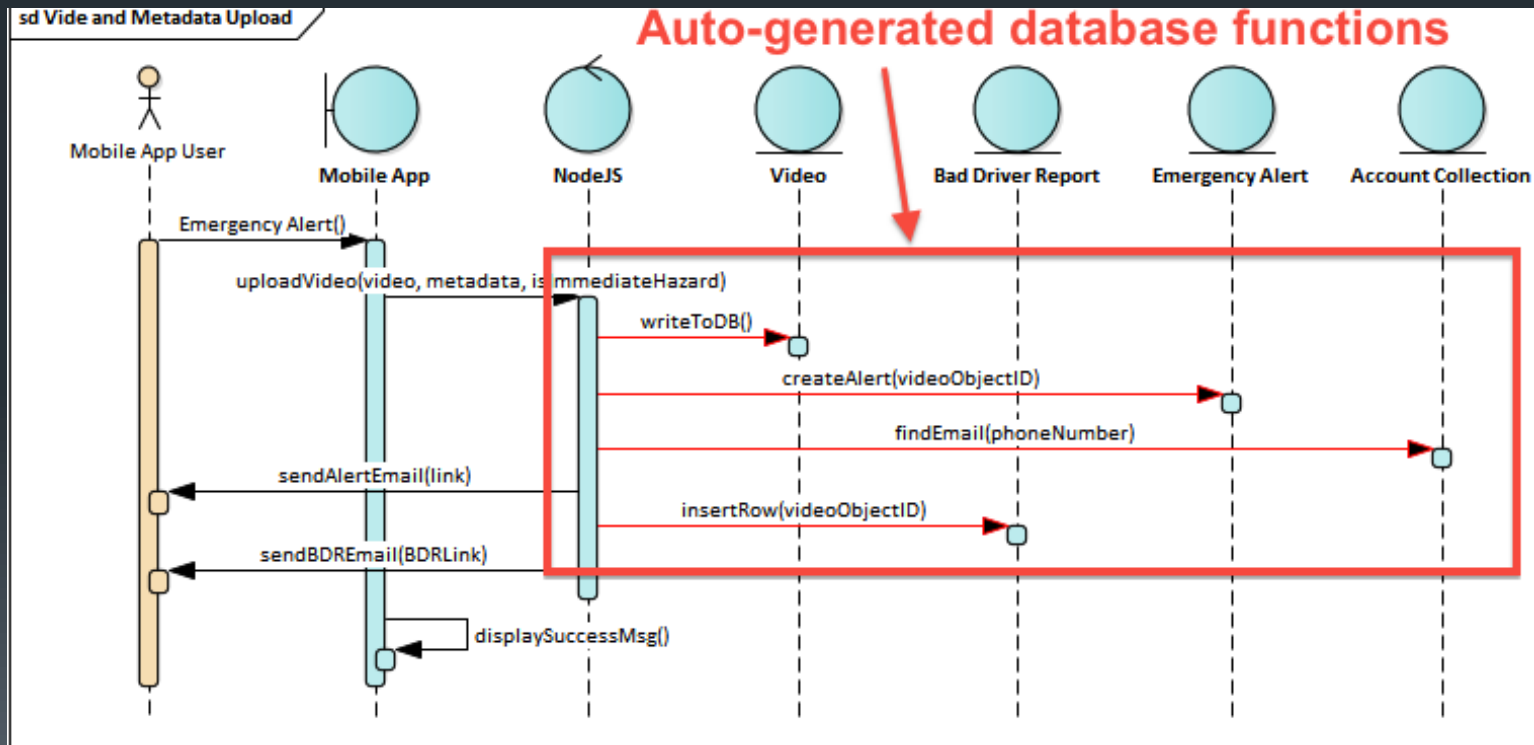 sd Vide and Metadata Upload
Auto-generated database functions
Mobile App User
Mobile App
NodeJS
Video
Bad Driver Report
Emergency Alert
Account Collection
Emergency Alert()
uploadVideo(video, metadata, isImmediateHazard)
writeToDB()
createAlert(videoObjectID)
findEmail(phoneNumber)
sendAlertEmail(link)
insertRow(videoObjectID)
sendBDREmail(BDRLink)
displaySuccessMsg()